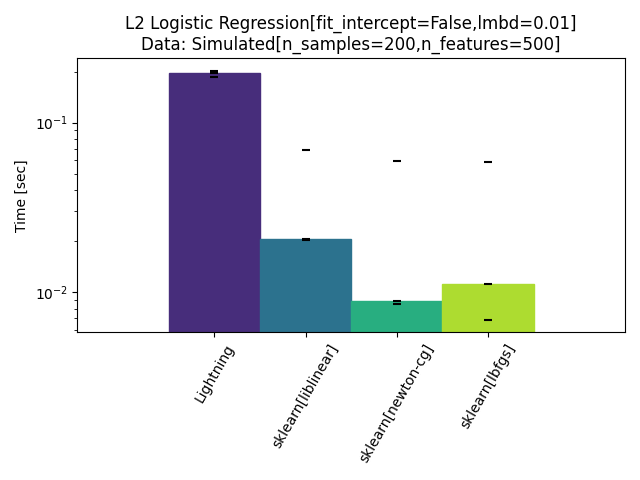 L2 Logistic Regression[fit_intercept=False,lmbd=0.01]
Data: Simulated[n_samples=200,n_features=500]
Time [sec]
10⁻¹
10⁻²
Lightning
sklearn[liblinear]
sklearn[newton-cg]
sklearn[lbfgs]